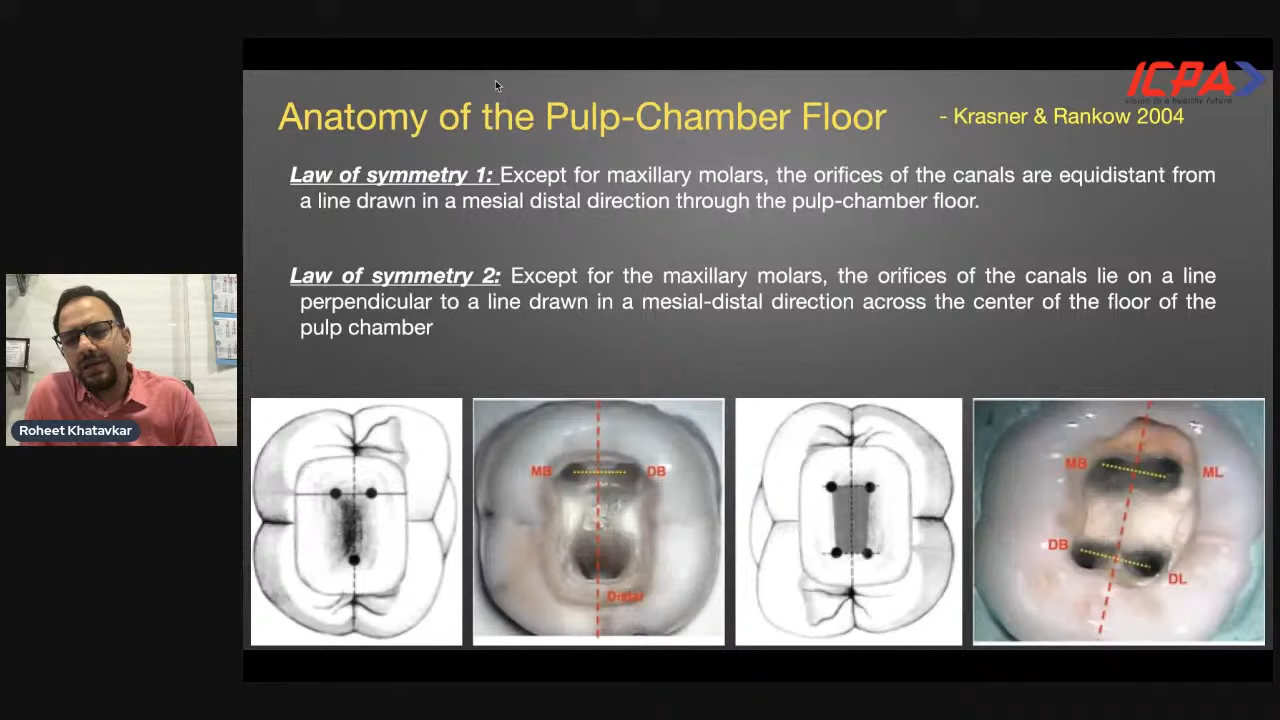 ICPA
vision to a healthy future
Anatomy of the Pulp-Chamber Floor
- Krasner & Rankow 2004
Law of symmetry 1: Except for maxillary molars, the orifices of the canals are equidistant from
a line drawn in a mesial distal direction through the pulp-chamber floor.
Law of symmetry 2: Except for the maxillary molars, the orifices of the canals lie on a line
perpendicular to a line drawn in a mesial-distal direction across the center of the floor of the
pulp chamber
Roheet Khatavkar
MB
DB
Distal
MB
ML
DB
DL